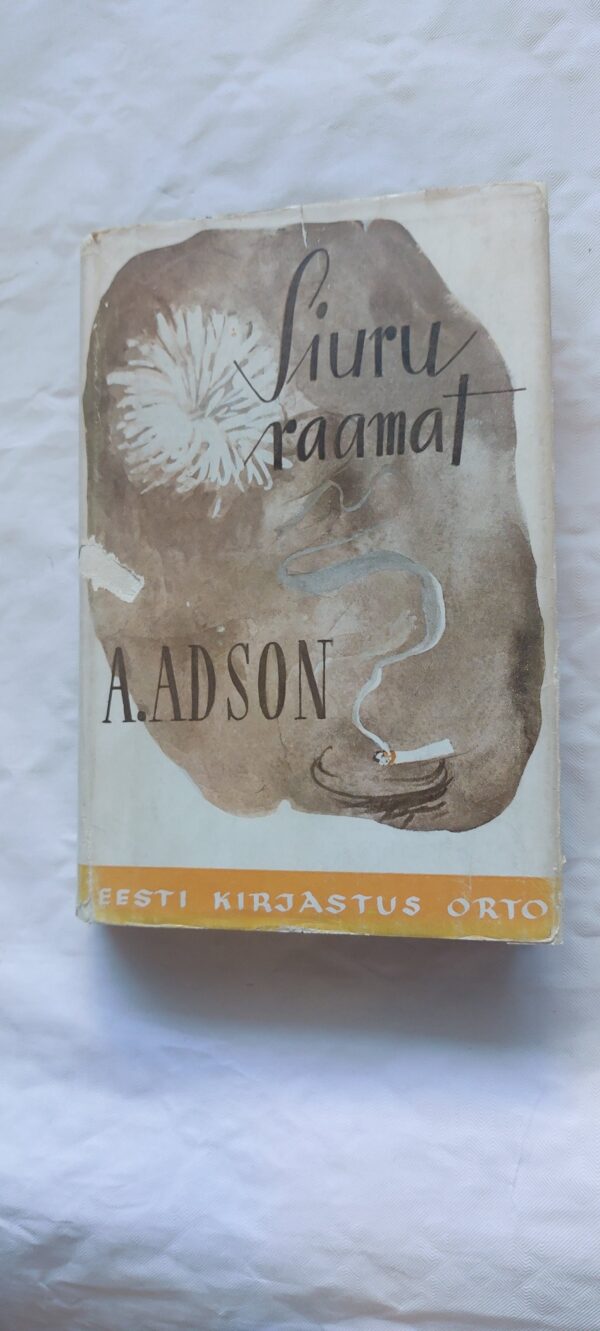 Siuru
raamat
A. ADSON
EESTI KIRJASTUS ORTO